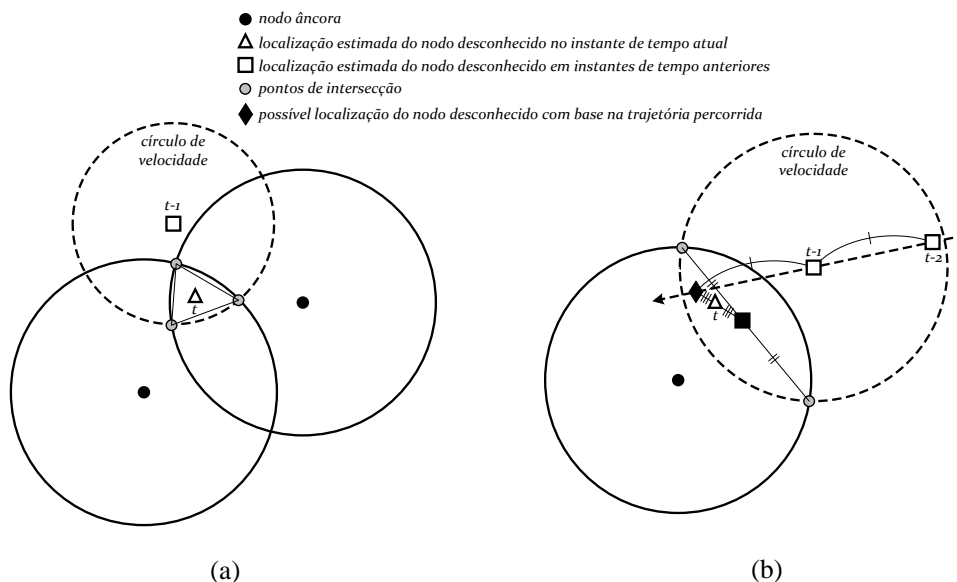 nodo âncora
localização estimada do nodo desconhecido no instante de tempo atual
localização estimada do nodo desconhecido em instantes de tempo anteriores
pontos de intersecção
possível localização do nodo desconhecido com base na trajetória percorrida
círculo de
velocidade
t-1
t
(a)
círculo de
velocidade
t-1
t-2
t
(b)